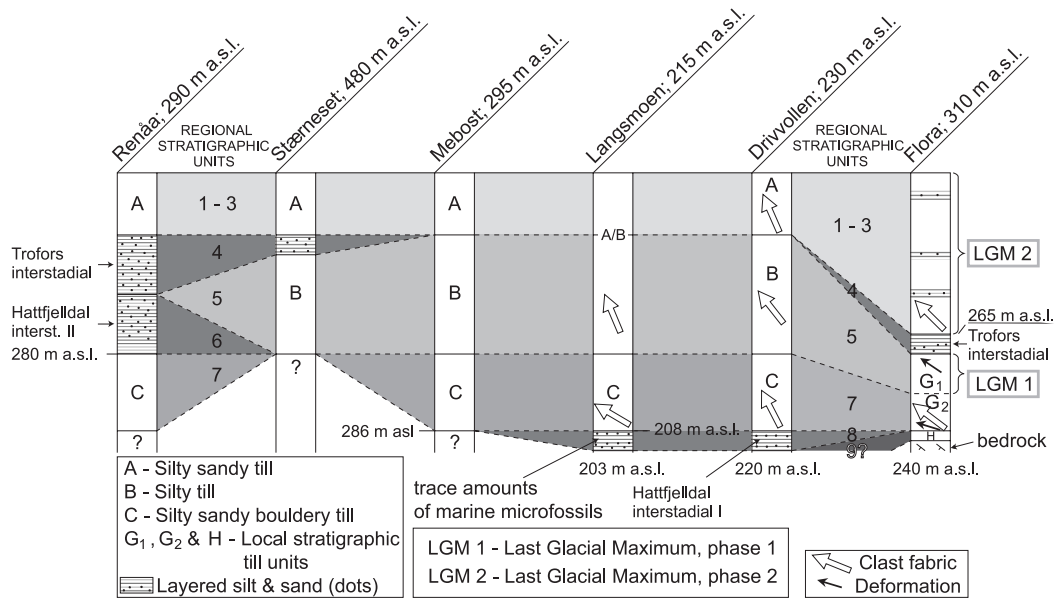 Renåa; 290 m a.s.l.
REGIONAL
STRATIGRAPHIC
UNITS
Stærneset; 480 m a.s.l.
Mebost; 295 m a.s.l.
Langsmoen; 215 m a.s.l.
Drivvollen; 230 m a.s.l.
REGIONAL
STRATIGRAPHIC
UNITS
Flora; 310 m a.s.l.
A
1 - 3
A
A
A/B
A
1 - 3
LGM 2
Trofors
interstadial
4
5
B
B
B
4
5
265 m a.s.l.
Trofors
interstadial
Hattfjelldal
interst. II
280 m a.s.l.
6
7
?
G1
LGM 1
C
C
C
C
7
G2
?
286 m asl
?
208 m a.s.l.
8
9?
H
bedrock
203 m a.s.l.
220 m a.s.l.
240 m a.s.l.
trace amounts
of marine microfossils
Hattfjelldal
interstadial I
A - Silty sandy till
B - Silty till
C - Silty sandy bouldery till
G1 , G2 & H - Local stratigraphic
till units
Layered silt & sand (dots)
LGM 1 - Last Glacial Maximum, phase 1
LGM 2 - Last Glacial Maximum, phase 2
Clast fabric
Deformation